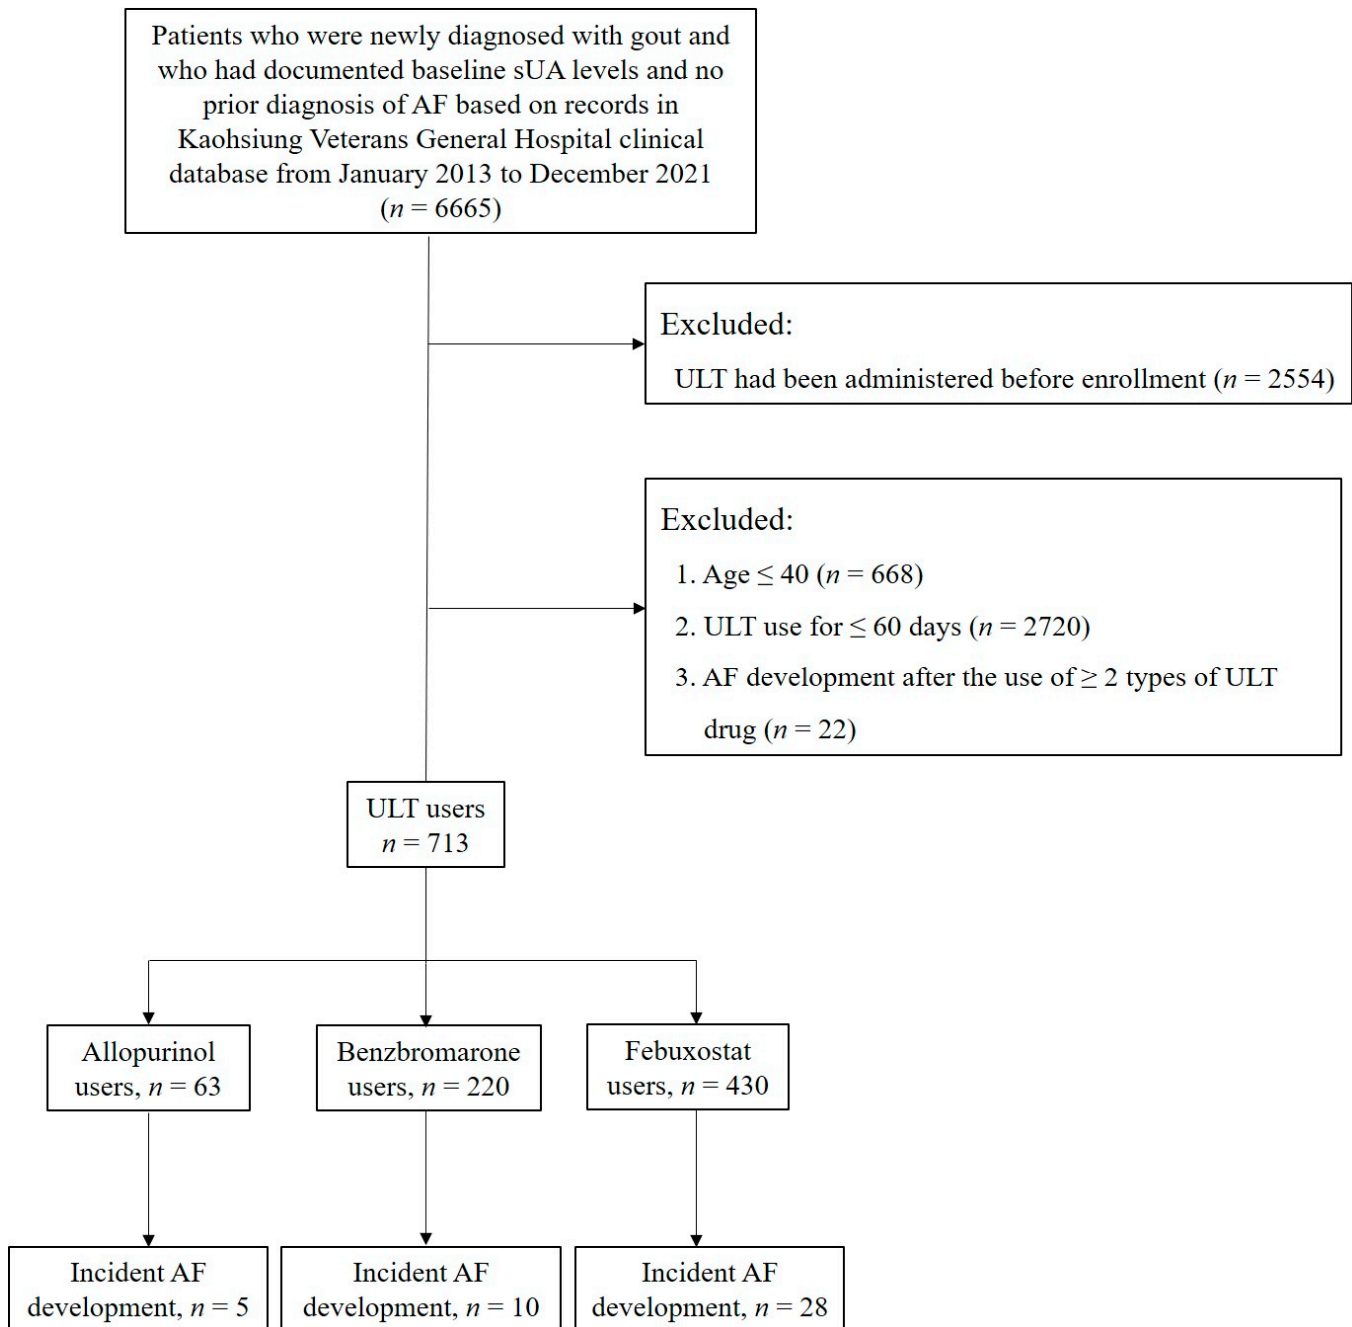 Patients who were newly diagnosed with gout and
who had documented baseline sUA levels and no
prior diagnosis of AF based on records in
Kaohsiung Veterans General Hospital clinical
database from January 2013 to December 2021
(n = 6665)
Excluded:
ULT had been administered before enrollment (n = 2554)
Excluded:
1. Age ≤ 40 (n = 668)
2. ULT use for ≤ 60 days (n = 2720)
3. AF development after the use of ≥ 2 types of ULT
drug (n = 22)
ULT users
n = 713
Allopurinol
users, n = 63
Benzbromarone
users, n = 220
Febuxostat
users, n = 430
Incident AF
development, n = 5
Incident AF
development, n = 10
Incident AF
development, n = 28